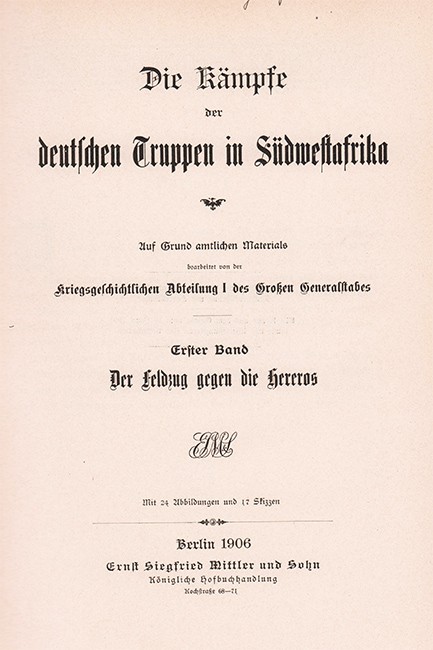 Die Kämpfe
der
deutschen Truppen in Südwestafrika
Auf Grund amtlichen Materials
bearbeitet von der
Kriegsgeschichtlichen Abteilung I des Großen Generalstabes
Erster Band
Der Feldzug gegen die Hereros
EMS
Mit 24 Abbildungen und 17 Skizzen
Berlin 1906
Ernst Siegfried Mittler und Sohn
Königliche Hofbuchhandlung
Kochstraße 68—71